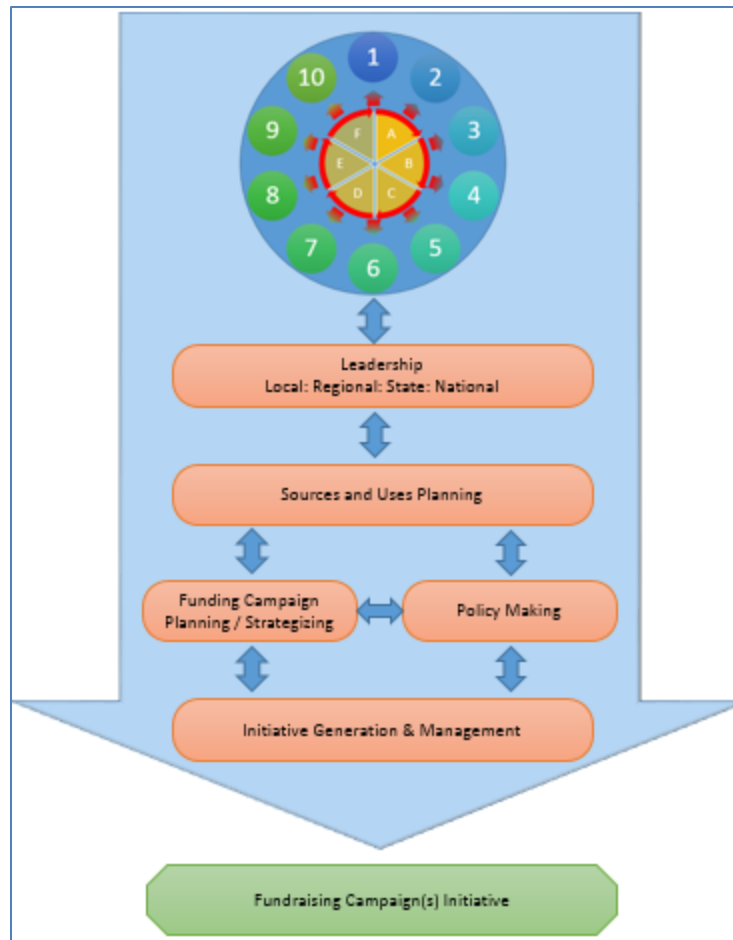 1
2
3
4
5
6
7
8
9
10
A
B
C
D
E
F
Leadership
Local: Regional: State: National
Sources and Uses Planning
Funding Campaign
Planning / Strategizing
Policy Making
Initiative Generation & Management
Fundraising Campaign(s) Initiative